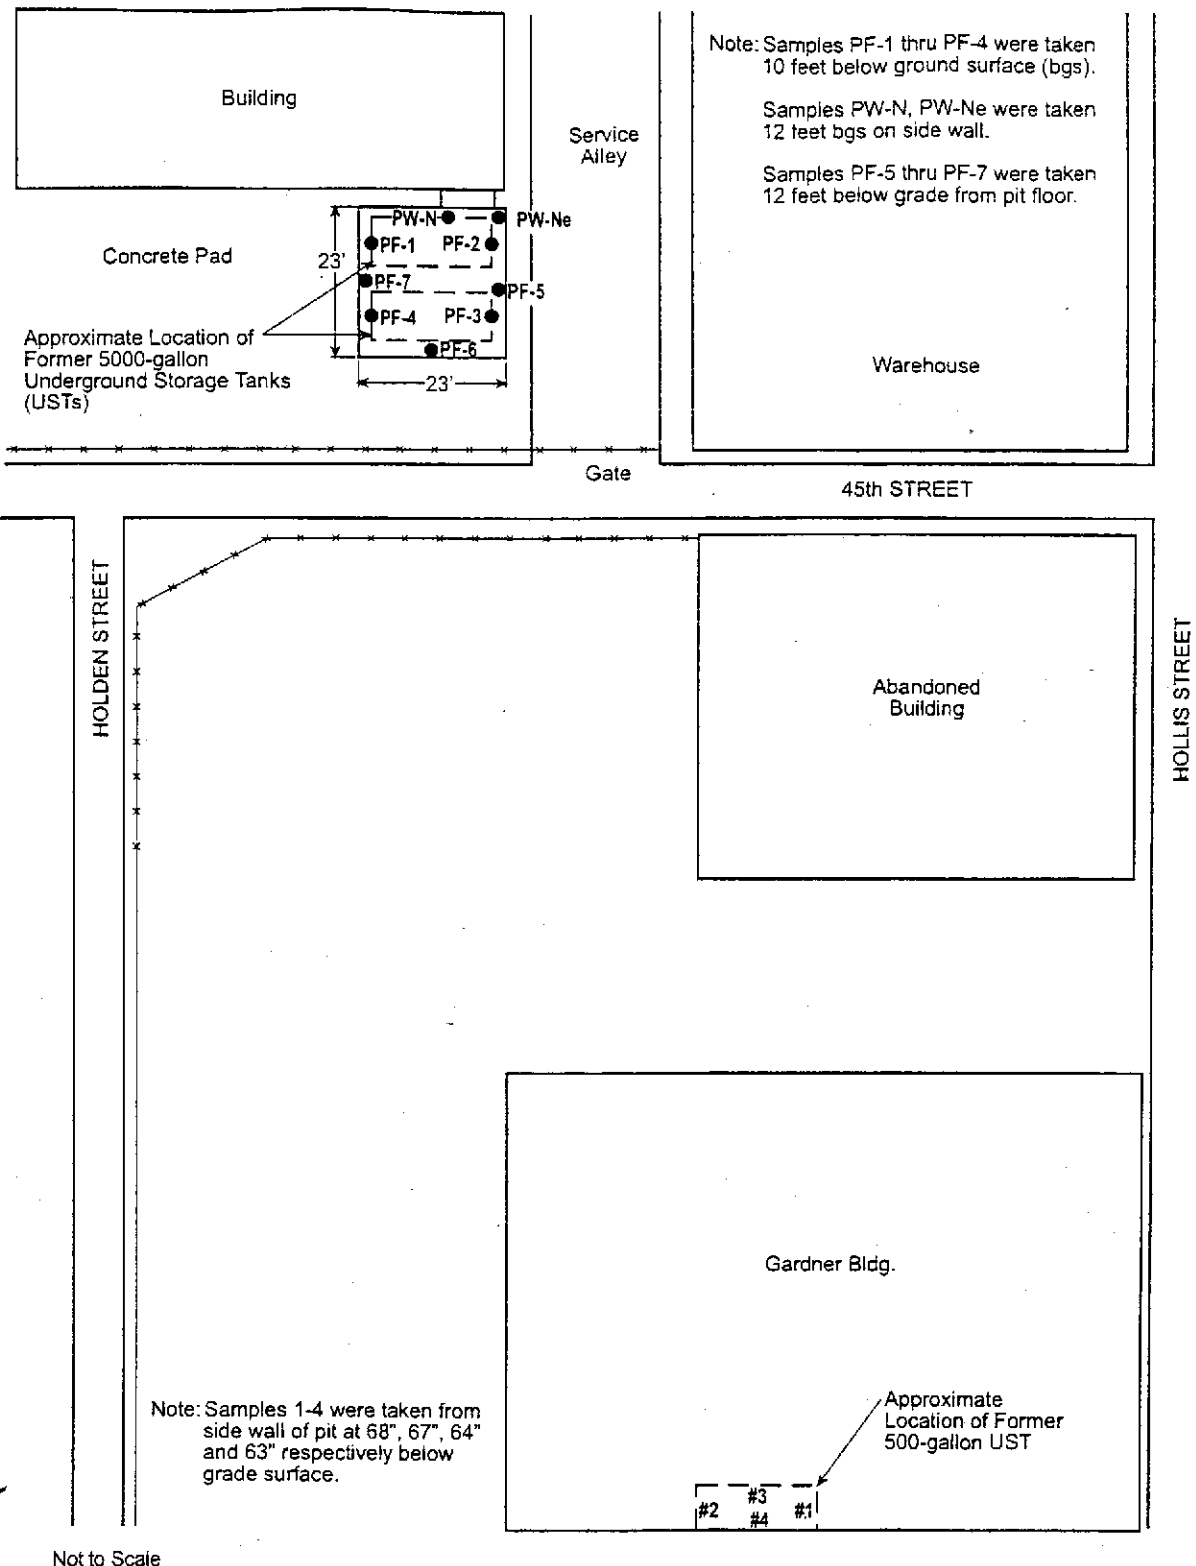 Building
Service
Alley
Note: Samples PF-1 thru PF-4 were taken
10 feet below ground surface (bgs).
Samples PW-N, PW-Ne were taken
12 feet bgs on side wall.
Samples PF-5 thru PF-7 were taken
12 feet below grade from pit floor.
Concrete Pad
PW-N
PW-Ne
PF-1
PF-2
23'
PF-7
PF-5
PF-4
PF-3
PF-6
23'
Approximate Location of
Former 5000-gallon
Underground Storage Tanks
(USTs)
Warehouse
Gate
45th STREET
HOLDEN STREET
HOLLIS STREET
Abandoned
Building
Gardner Bldg.
Note: Samples 1-4 were taken from
side wall of pit at 68", 67", 64"
and 63" respectively below
grade surface.
Approximate
Location of Former
500-gallon UST
#2
#3
#4
#1
Not to Scale